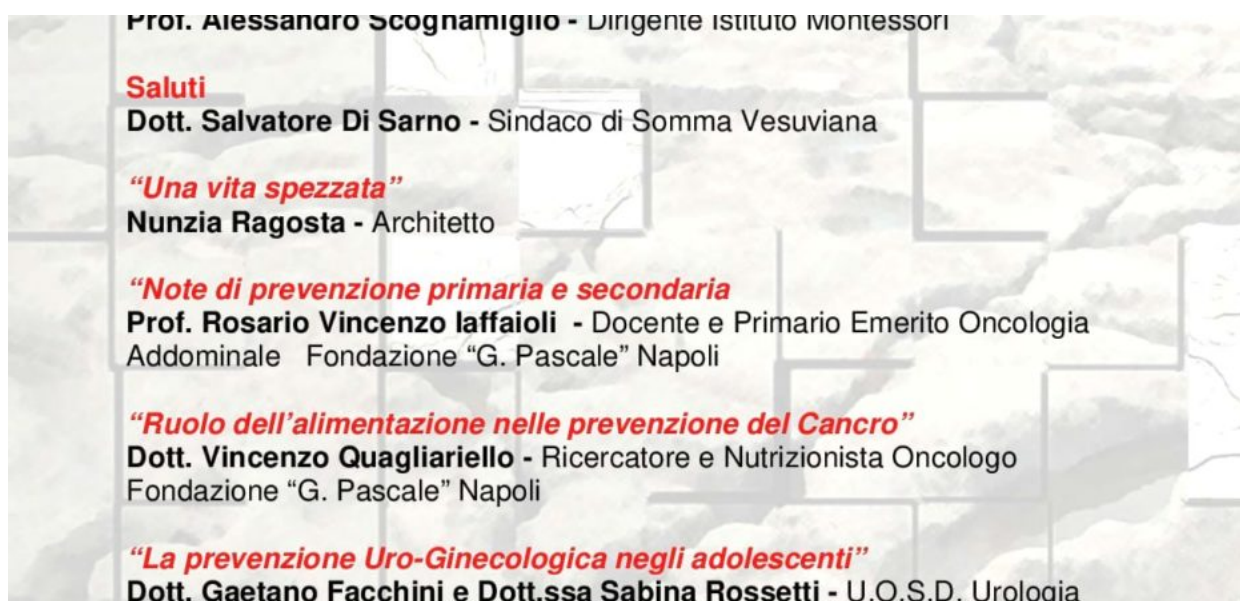 Prof. Alessandro Scognamiglio - Dirigente Istituto Montessori
Saluti
Dott. Salvatore Di Sarno - Sindaco di Somma Vesuviana
“Una vita spezzata”
Nunzia Ragosta - Architetto
“Note di prevenzione primaria e secondaria
Prof. Rosario Vincenzo Iaffaioli - Docente e Primario Emerito Oncologia
Addominale Fondazione “G. Pascale” Napoli
“Ruolo dell’alimentazione nelle prevenzione del Cancro”
Dott. Vincenzo Quagliariello - Ricercatore e Nutrizionista Oncologo
Fondazione “G. Pascale” Napoli
“La prevenzione Uro-Ginecologica negli adolescenti”
Dott. Gaetano Facchini e Dott.ssa Sabina Rossetti - U.O.S.D. Urologia